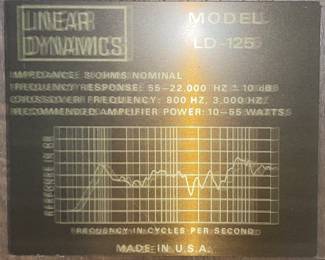 LINEAR
DYNAMICS
MODEL
LD-125
IMPEDANCE: 8 OHMS NOMINAL
FREQUENCY RESPONSE: 55-22,000 HZ ± 10 dB
CROSSOVER FREQUENCY: 800 HZ, 3,000 HZ
RECOMMENDED AMPLIFIER POWER: 10-55 WATTS
RESPONSE IN DB
FREQUENCY IN CYCLES PER SECOND
MADE IN U.S.A.